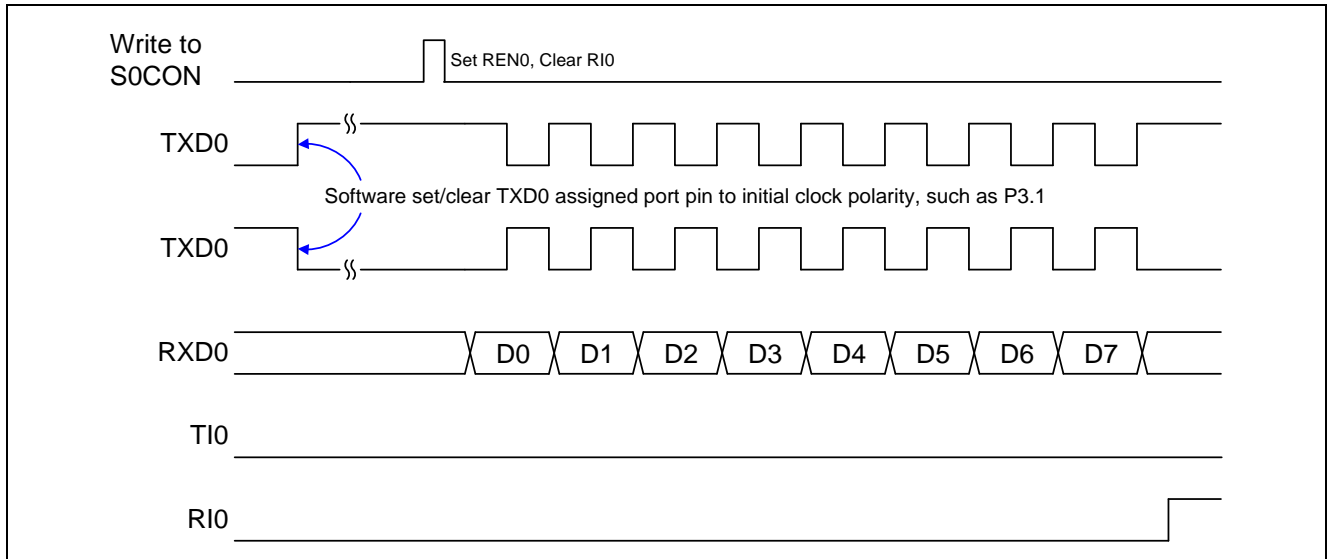 Write to
S0CON
Set REN0, Clear RI0
TXD0
Software set/clear TXD0 assigned port pin to initial clock polarity, such as P3.1
TXD0
RXD0 D0 D1 D2 D3 D4 D5 D6 D7
TI0
RI0